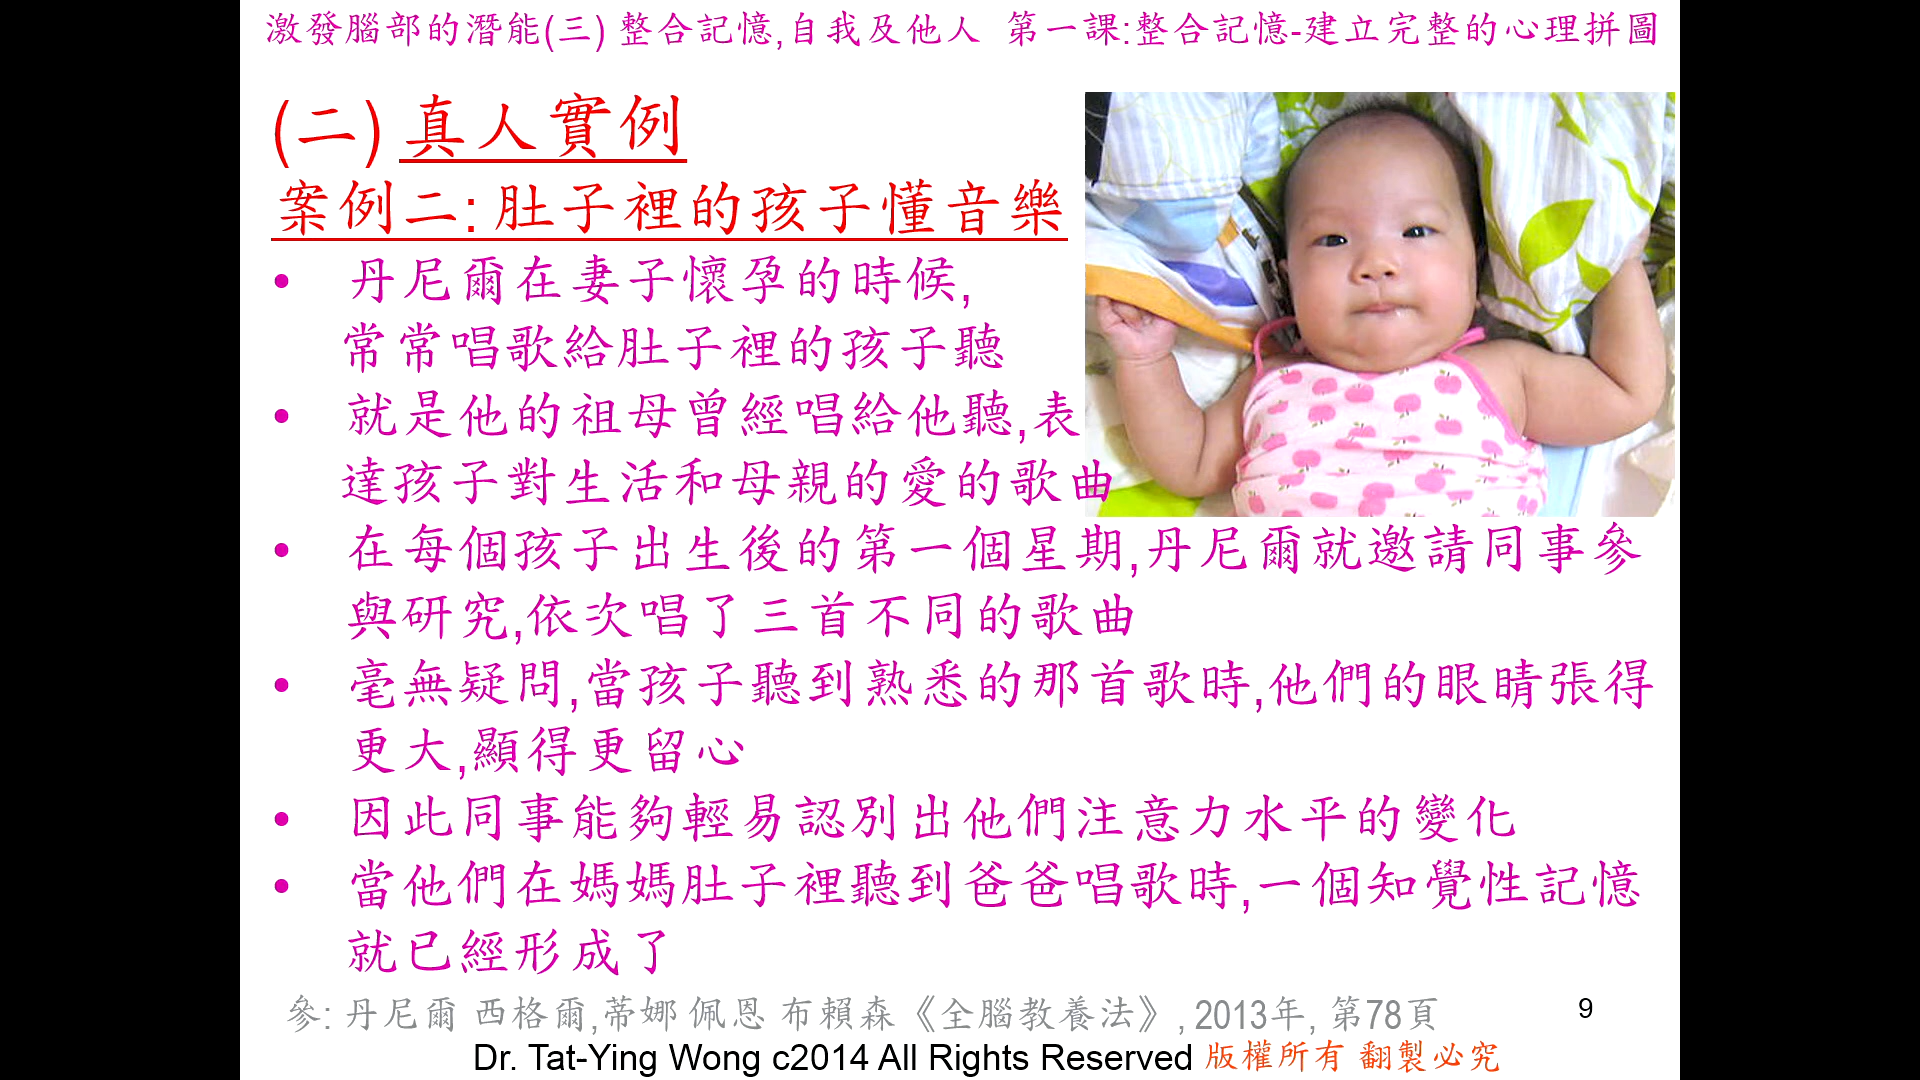 激發腦部的潛能(三) 整合記憶,自我及他人 第一課:整合記憶-建立完整的心理拼圖
(二) 真人實例
案例二: 肚子裡的孩子懂音樂
• 丹尼爾在妻子懷孕的時候,
常常唱歌給肚子裡的孩子聽
• 就是他的祖母曾經唱給他聽,表
達孩子對生活和母親的愛的歌曲
• 在每個孩子出生後的第一個星期,丹尼爾就邀請同事參
與研究,依次唱了三首不同的歌曲
• 毫無疑問,當孩子聽到熟悉的那首歌時,他們的眼睛張得
更大,顯得更留心
• 因此同事能夠輕易認別出他們注意力水平的變化
• 當他們在媽媽肚子裡聽到爸爸唱歌時,一個知覺性記憶
就已經形成了
參: 丹尼爾 西格爾,蒂娜 佩恩 布賴森《全腦教養法》, 2013年, 第78頁
9
Dr. Tat-Ying Wong c2014 All Rights Reserved 版權所有 翻製必究